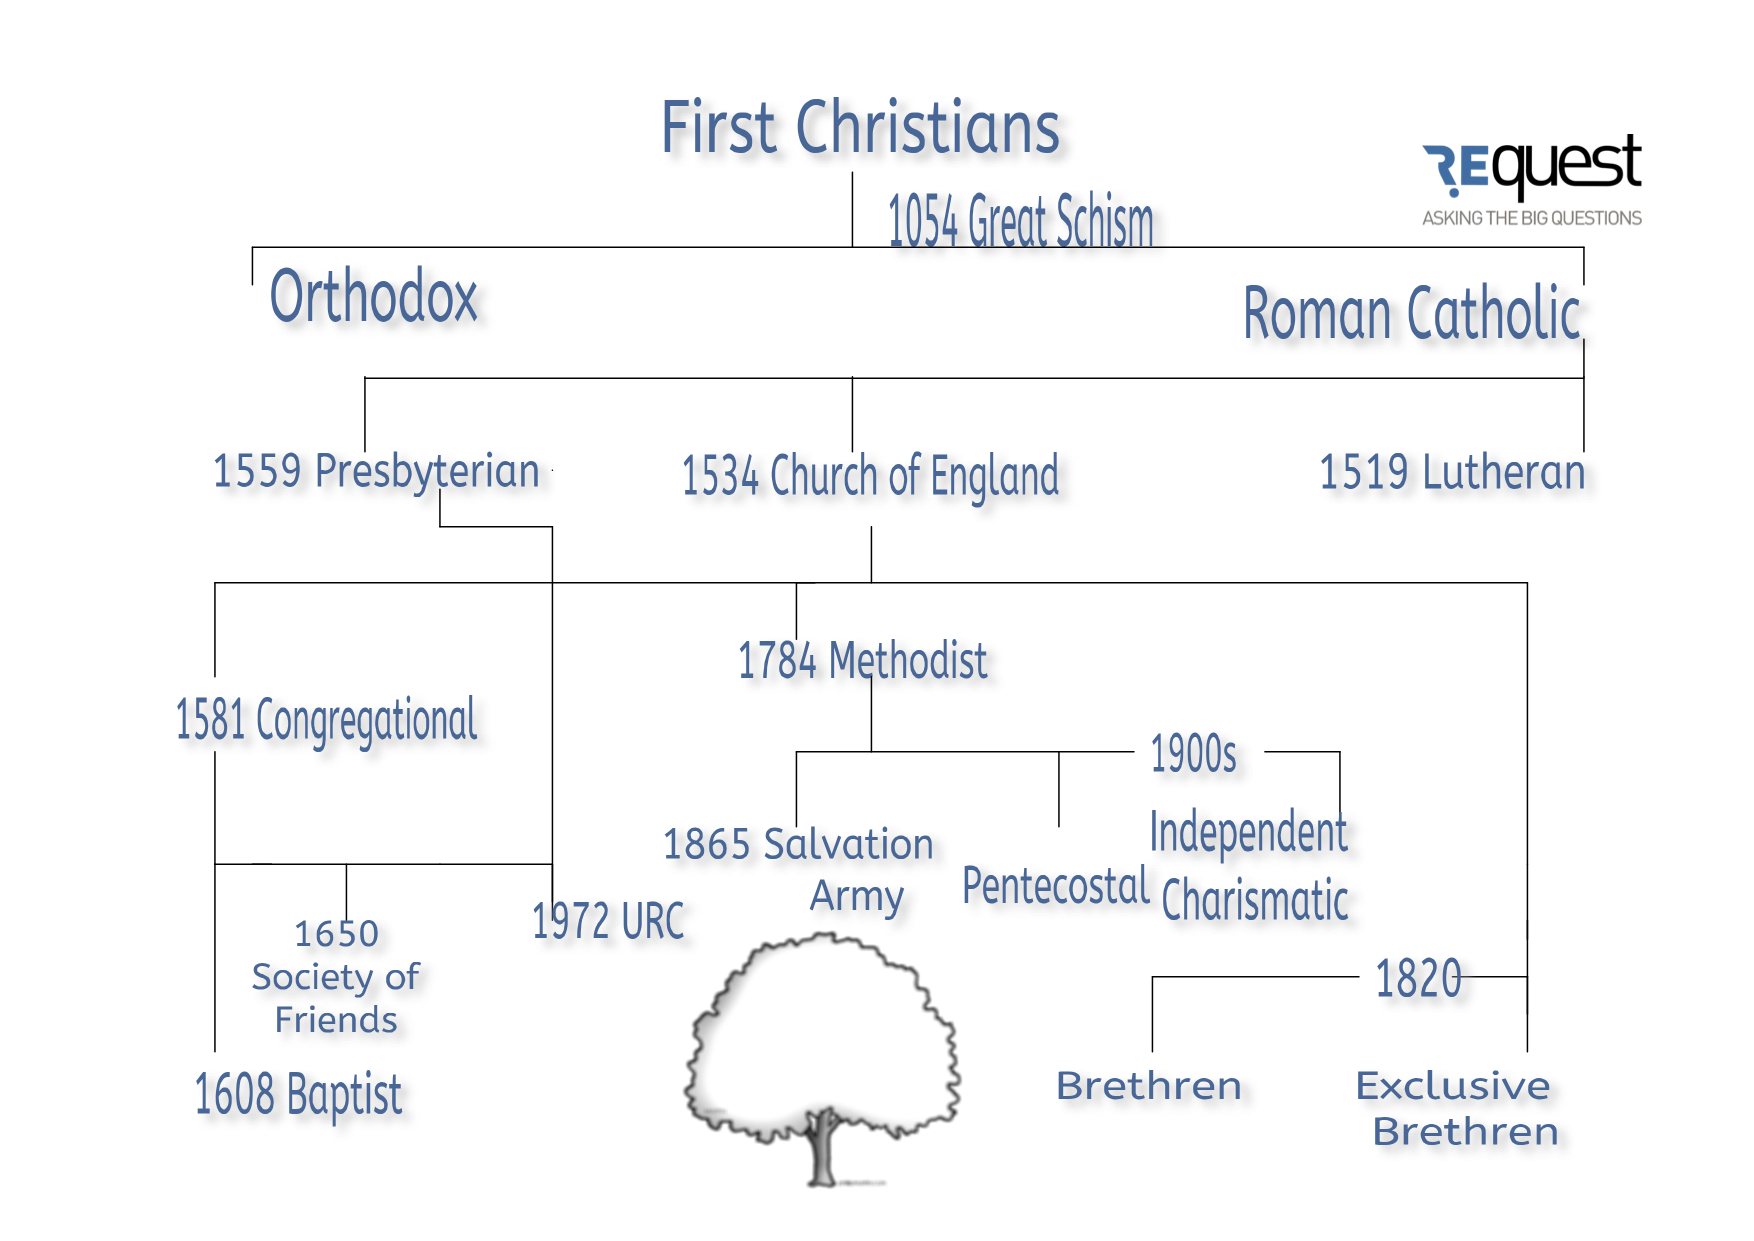 First Christians
REquest
ASKING THE BIG QUESTIONS
1054 Great Schism
Orthodox
Roman Catholic
1559 Presbyterian
1534 Church of England
1519 Lutheran
1784 Methodist
1581 Congregational
1900s
1865 Salvation
Army
Pentecostal
Independent
Charismatic
1650
Society of
Friends
1972 URC
1820
1608 Baptist
Brethren
Exclusive
Brethren